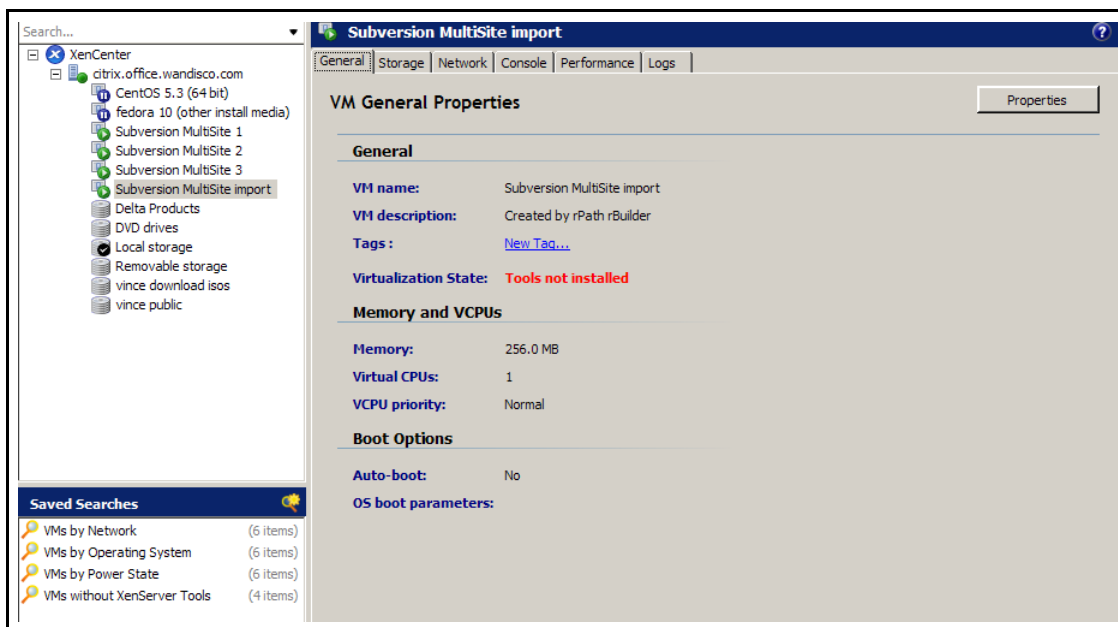 Search...
XenCenter
citrix.office.wandisco.com
CentOS 5.3 (64 bit)
fedora 10 (other install media)
Subversion MultiSite 1
Subversion MultiSite 2
Subversion MultiSite 3
Subversion MultiSite import
Delta Products
DVD drives
Local storage
Removable storage
vince download isos
vince public
Saved Searches
VMs by Network (6 items)
VMs by Operating System (6 items)
VMs by Power State (6 items)
VMs without XenServer Tools (4 items)
Subversion MultiSite import ?
General Storage Network Console Performance Logs
VM General Properties Properties
General
VM name: Subversion MultiSite import
VM description: Created by rPath rBuilder
Tags : New Tag...
Virtualization State: Tools not installed
Memory and VCPUs
Memory: 256.0 MB
Virtual CPUs: 1
VCPU priority: Normal
Boot Options
Auto-boot: No
OS boot parameters: